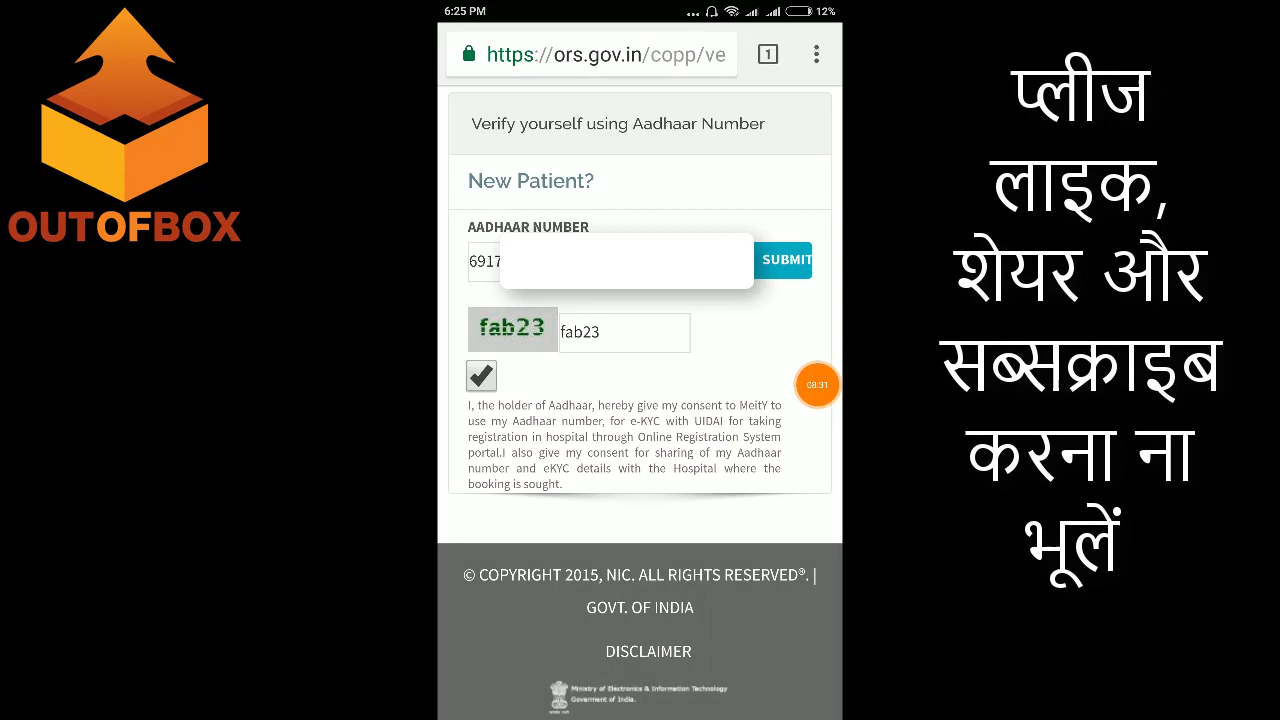 OUTOFBOX
6:25 PM
12%
https://ors.gov.in/copp/ve
1
Verify yourself using Aadhaar Number
New Patient?
AADHAAR NUMBER
6917
SUBMIT
fab23
fab23
08:31
I, the holder of Aadhaar, hereby give my consent to MeitY to
use my Aadhaar number, for e-KYC with UIDAI for taking
registration in hospital through Online Registration System
portal.I also give my consent for sharing of my Aadhaar
number and eKYC details with the Hospital where the
booking is sought.
© COPYRIGHT 2015, NIC. ALL RIGHTS RESERVED®. |
GOVT. OF INDIA
DISCLAIMER
Ministry of Electronics & Information Technology
Goverment of India.
प्लीज
लाइक,
शेयर और
सब्सक्राइब
करना ना
भूलें